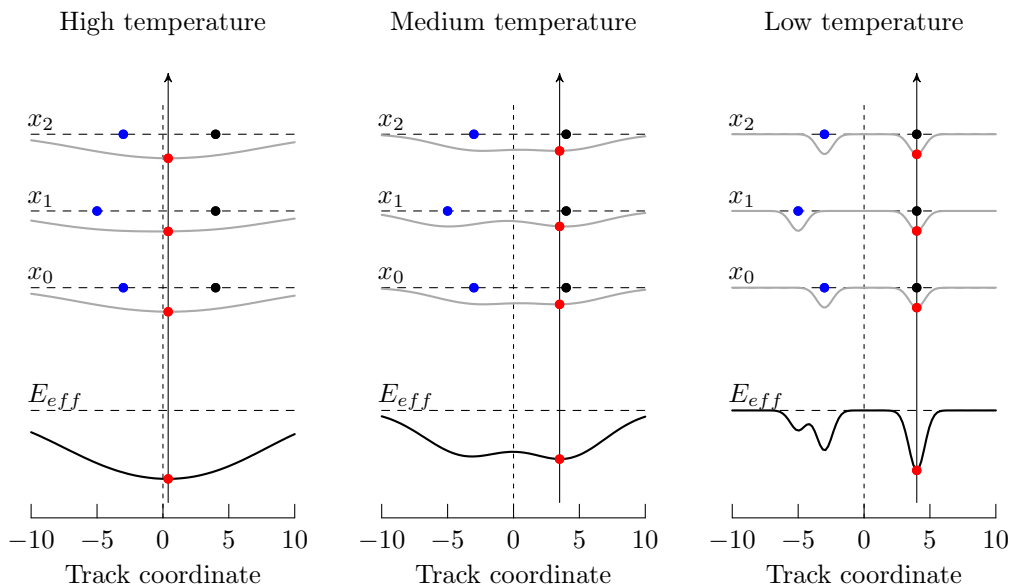 High temperature
x₂
x₁
x₀
E_eff
−10 −5 0 5 10
Track coordinate
Medium temperature
x₂
x₁
x₀
E_eff
−10 −5 0 5 10
Track coordinate
Low temperature
x₂
x₁
x₀
E_eff
−10 −5 0 5 10
Track coordinate